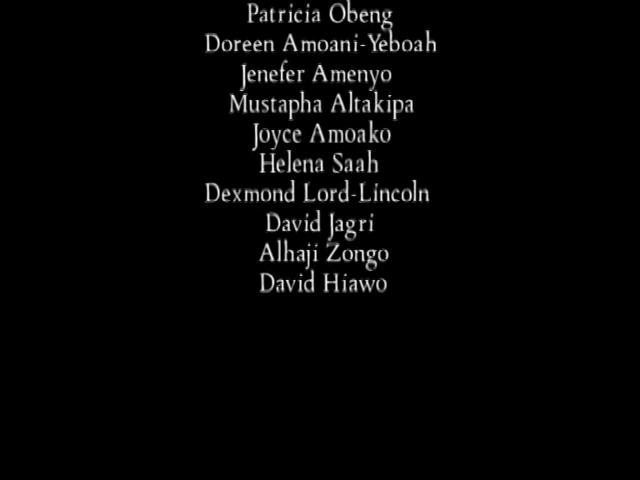 Patricia Obeng
Doreen Amoani-Yeboah
Jenefer Amenyo
Mustapha Altakipa
Joyce Amoako
Helena Saah
Dexmond Lord-Lincoln
David Jagri
Alhaji Zongo
David Hiawo